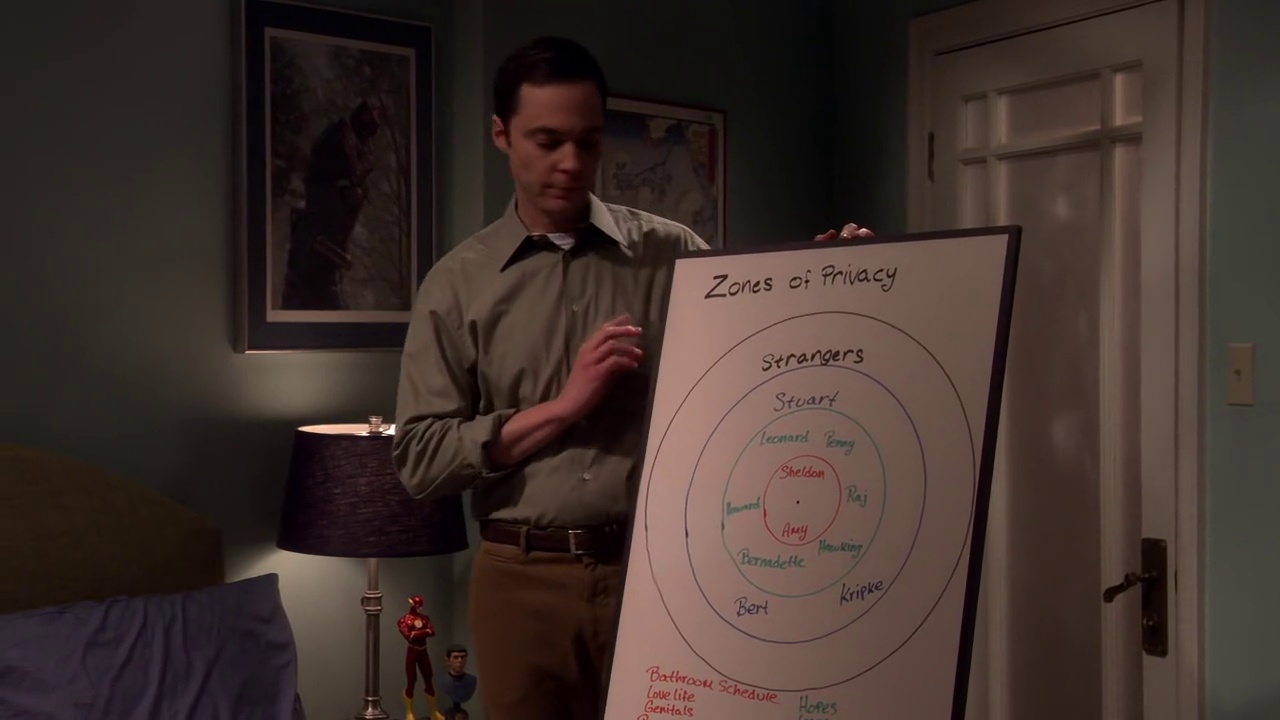 Zones of Privacy
Strangers
Stuart
Leonard Penny
Sheldon
Howard
Raj
Amy
Bernadette
Hawking
Bert
Kripke
Bathroom Schedule
Love life
Genitals
Hopes